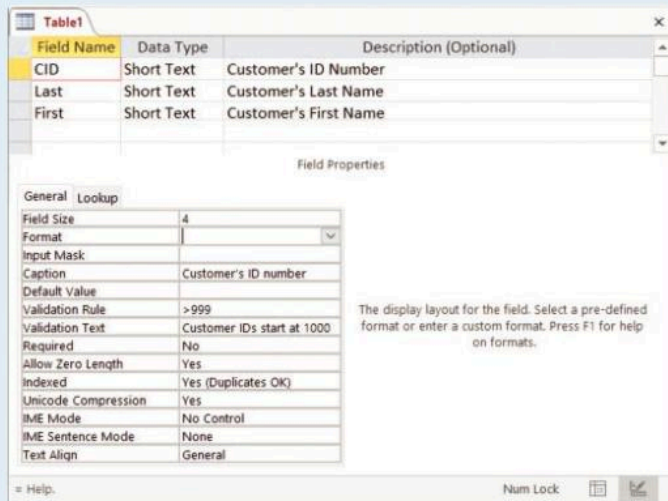 Table1
Field Name Data Type Description (Optional)
CID Short Text Customer's ID Number
Last Short Text Customer's Last Name
First Short Text Customer's First Name
Field Properties
General Lookup
Field Size 4
Format
Input Mask
Caption Customer's ID number
Default Value
Validation Rule >999
Validation Text Customer IDs start at 1000
Required No
Allow Zero Length Yes
Indexed Yes (Duplicates OK)
Unicode Compression Yes
IME Mode No Control
IME Sentence Mode None
Text Align General
The display layout for the field. Select a pre-defined
format or enter a custom format. Press F1 for help
on formats.
= Help. Num Lock